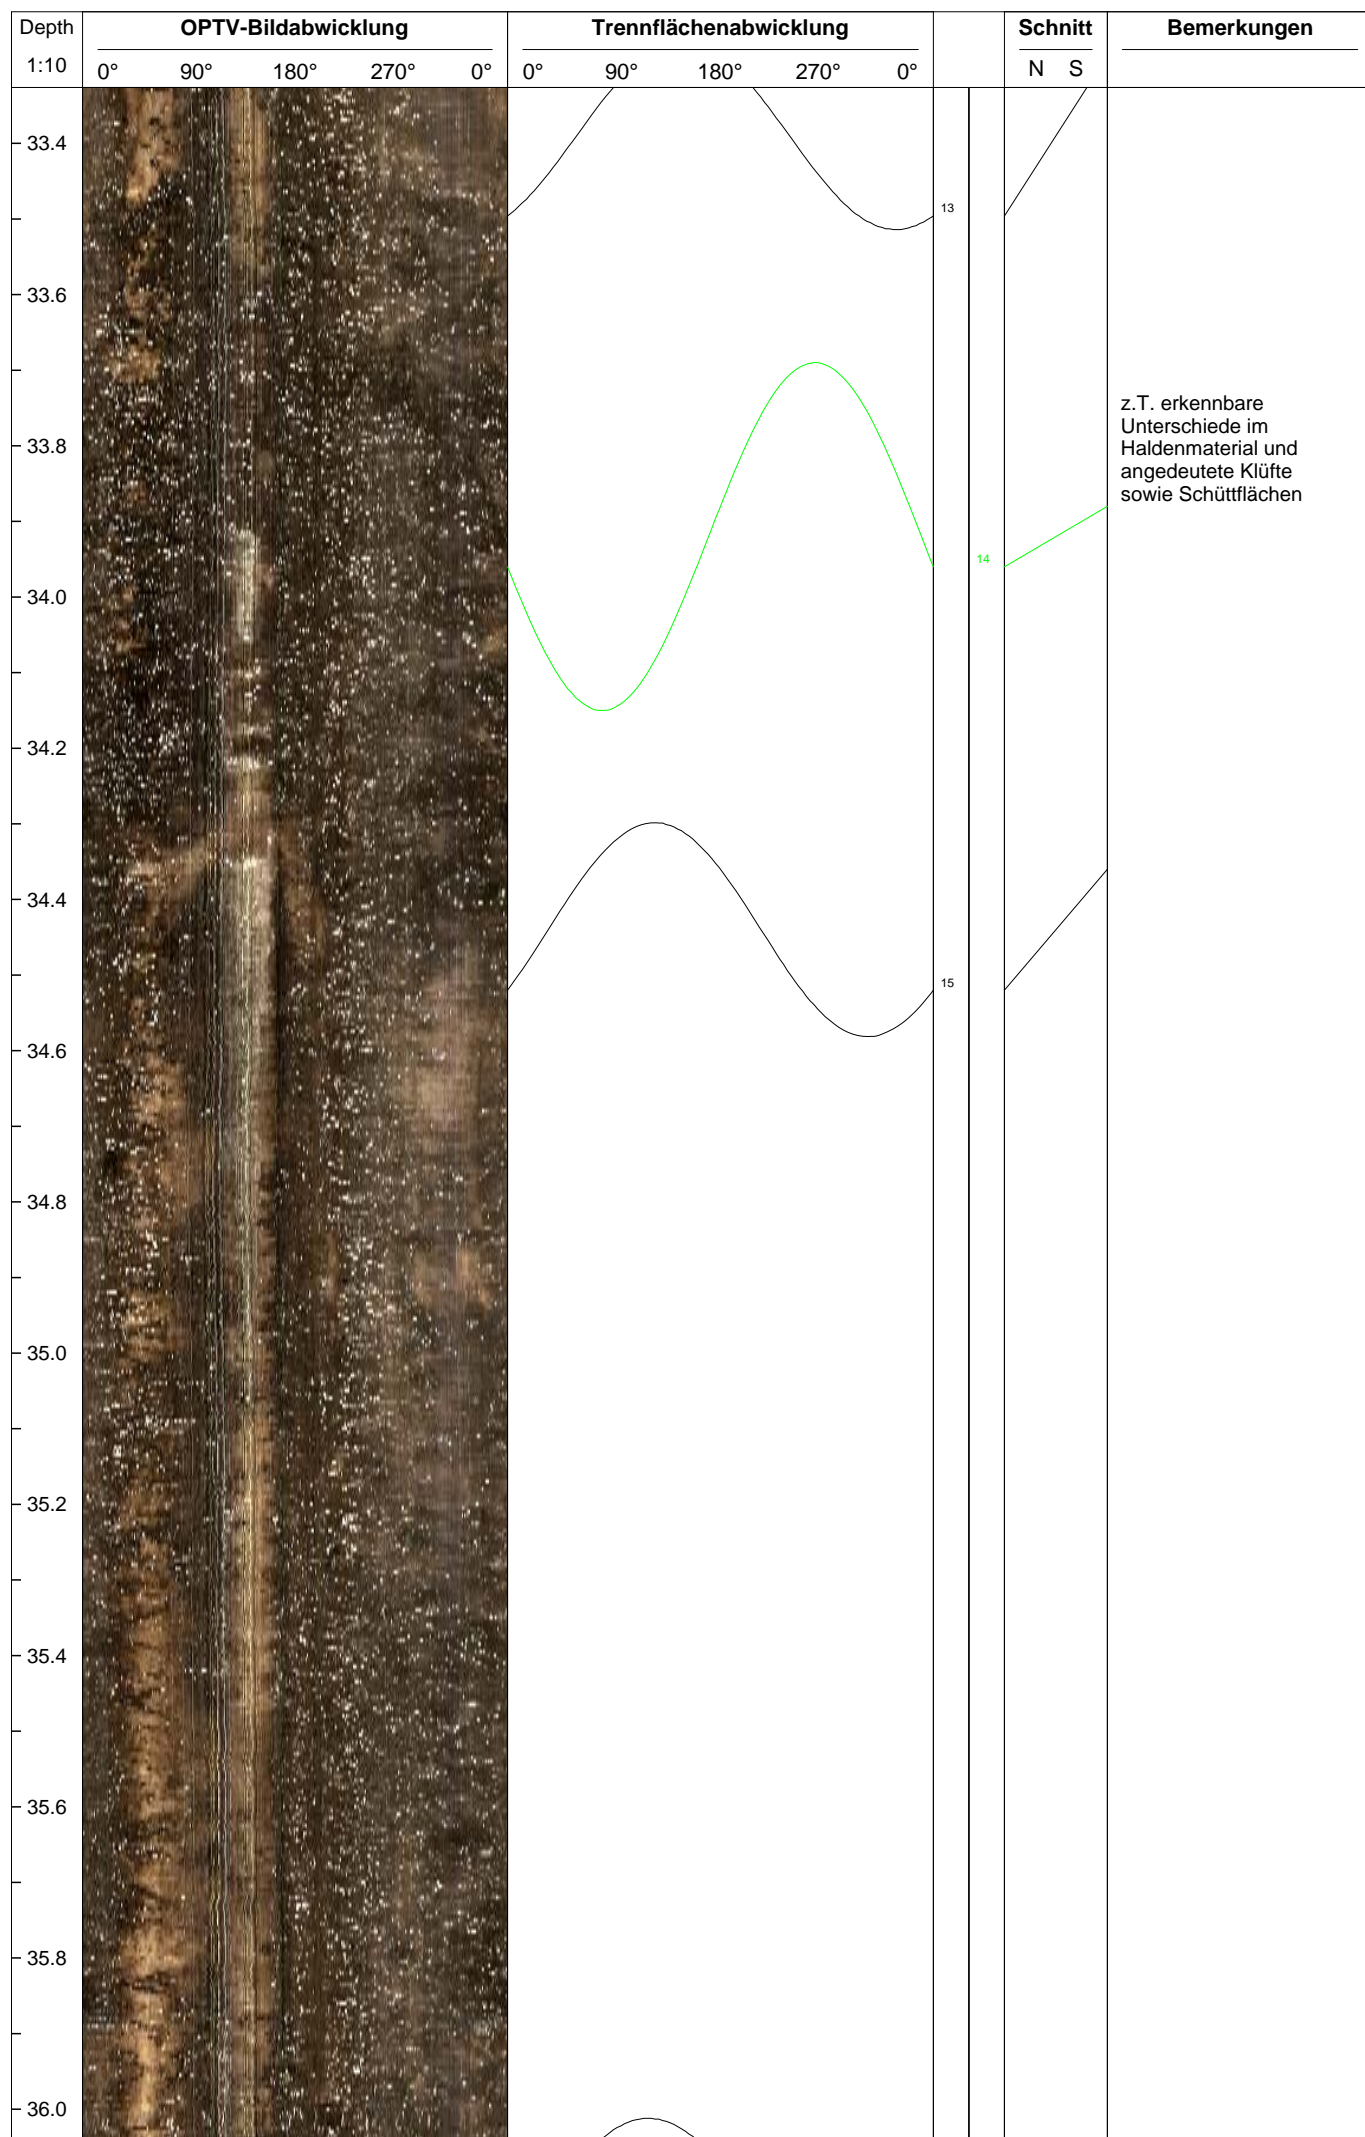 Depth OPTV-Bildabwicklung Trennflächenabwicklung Schnitt Bemerkungen
1:10 0° 90° 180° 270° 0° 0° 90° 180° 270° 0° N S
33.4
13
33.6
z.T. erkennbare
Unterschiede im
33.8 Haldenmaterial und
angedeutete Klüfte
sowie Schüttflächen
14
34.0
34.2
34.4
15
34.6
34.8
35.0
35.2
35.4
35.6
35.8
36.0